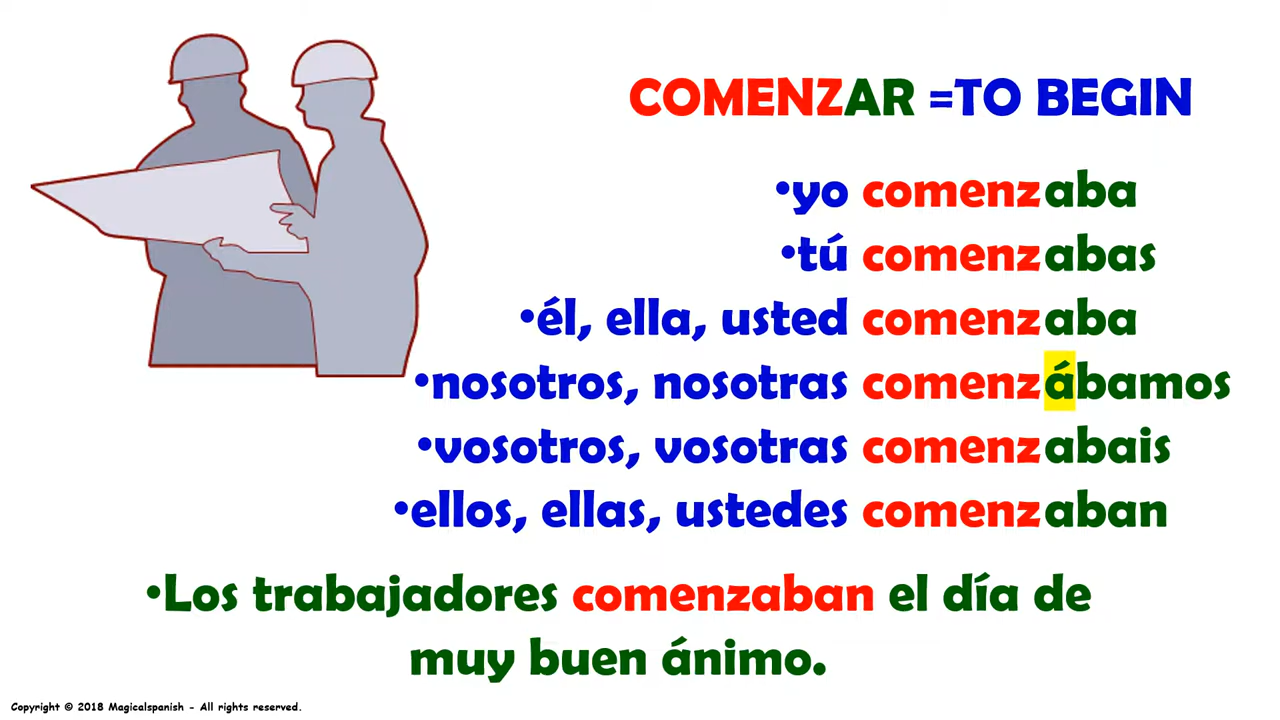 COMENZAR =TO BEGIN
•yo comenzaba
•tú comenzabas
•él, ella, usted comenzaba
•nosotros, nosotras comenzábamos
•vosotros, vosotras comenzabais
•ellos, ellas, ustedes comenzaban
•Los trabajadores comenzaban el día de
muy buen ánimo.
Copyright © 2018 Magicalspanish - All rights reserved.